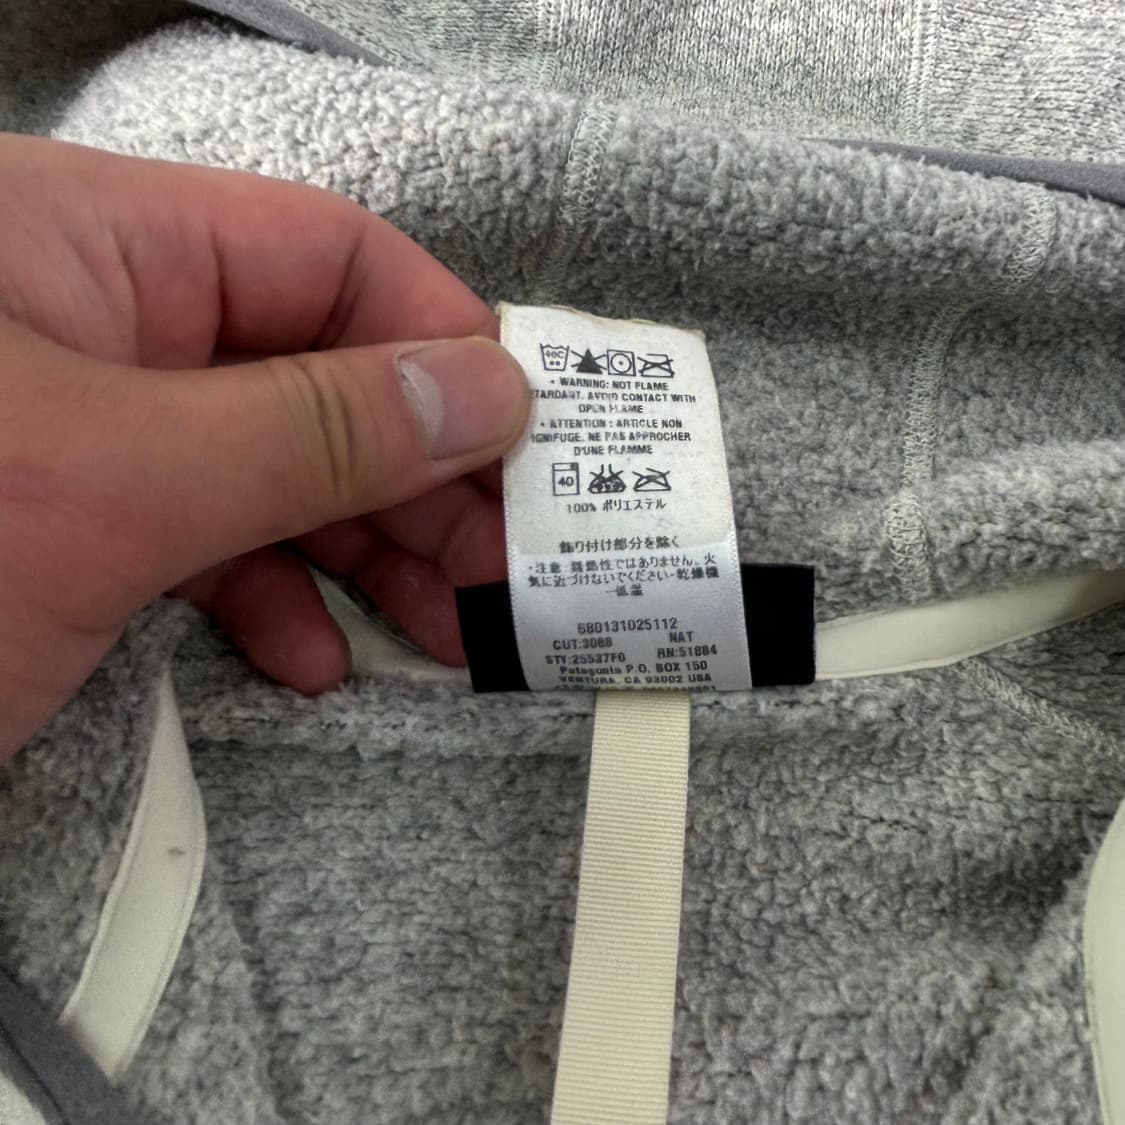 40C
• WARNING: NOT FLAME
ETARDANT. AVOID CONTACT WITH
OPEN FLAME
• ATTENTION : ARTICLE NON
IGNIFUGE. NE PAS APPROCHER
D'UNE FLAMME
40
100% ポリエステル
飾り付け部分を除く
・注意 難燃性ではありません。火
気に近づけないでください・乾燥機
―低温
680131025112
CUT:3088 NAT
STY:25537F0 RN:51884
Patagonia P.O. BOX 150
VENTURA, CA 93002 USA